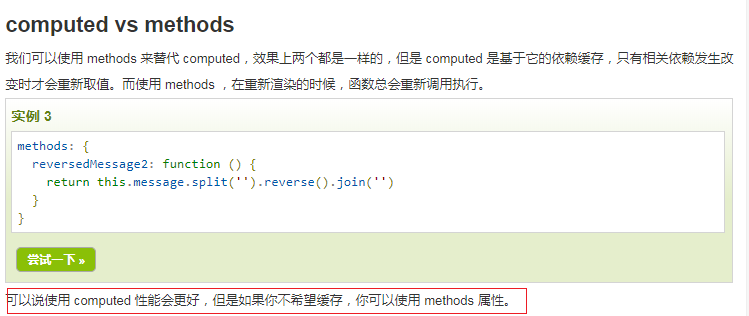 computed vs methods
我们可以使用 methods 来替代 computed，效果上两个都是一样的，但是 computed 是基于它的依赖缓存，只有相关依赖发生改
变时才会重新取值。而使用 methods ，在重新渲染的时候，函数总会重新调用执行。
实例 3
methods: {
  reversedMessage2: function () {
    return this.message.split('').reverse().join('')
  }
}
尝试一下 »
可以说使用 computed 性能会更好，但是如果你不希望缓存，你可以使用 methods 属性。